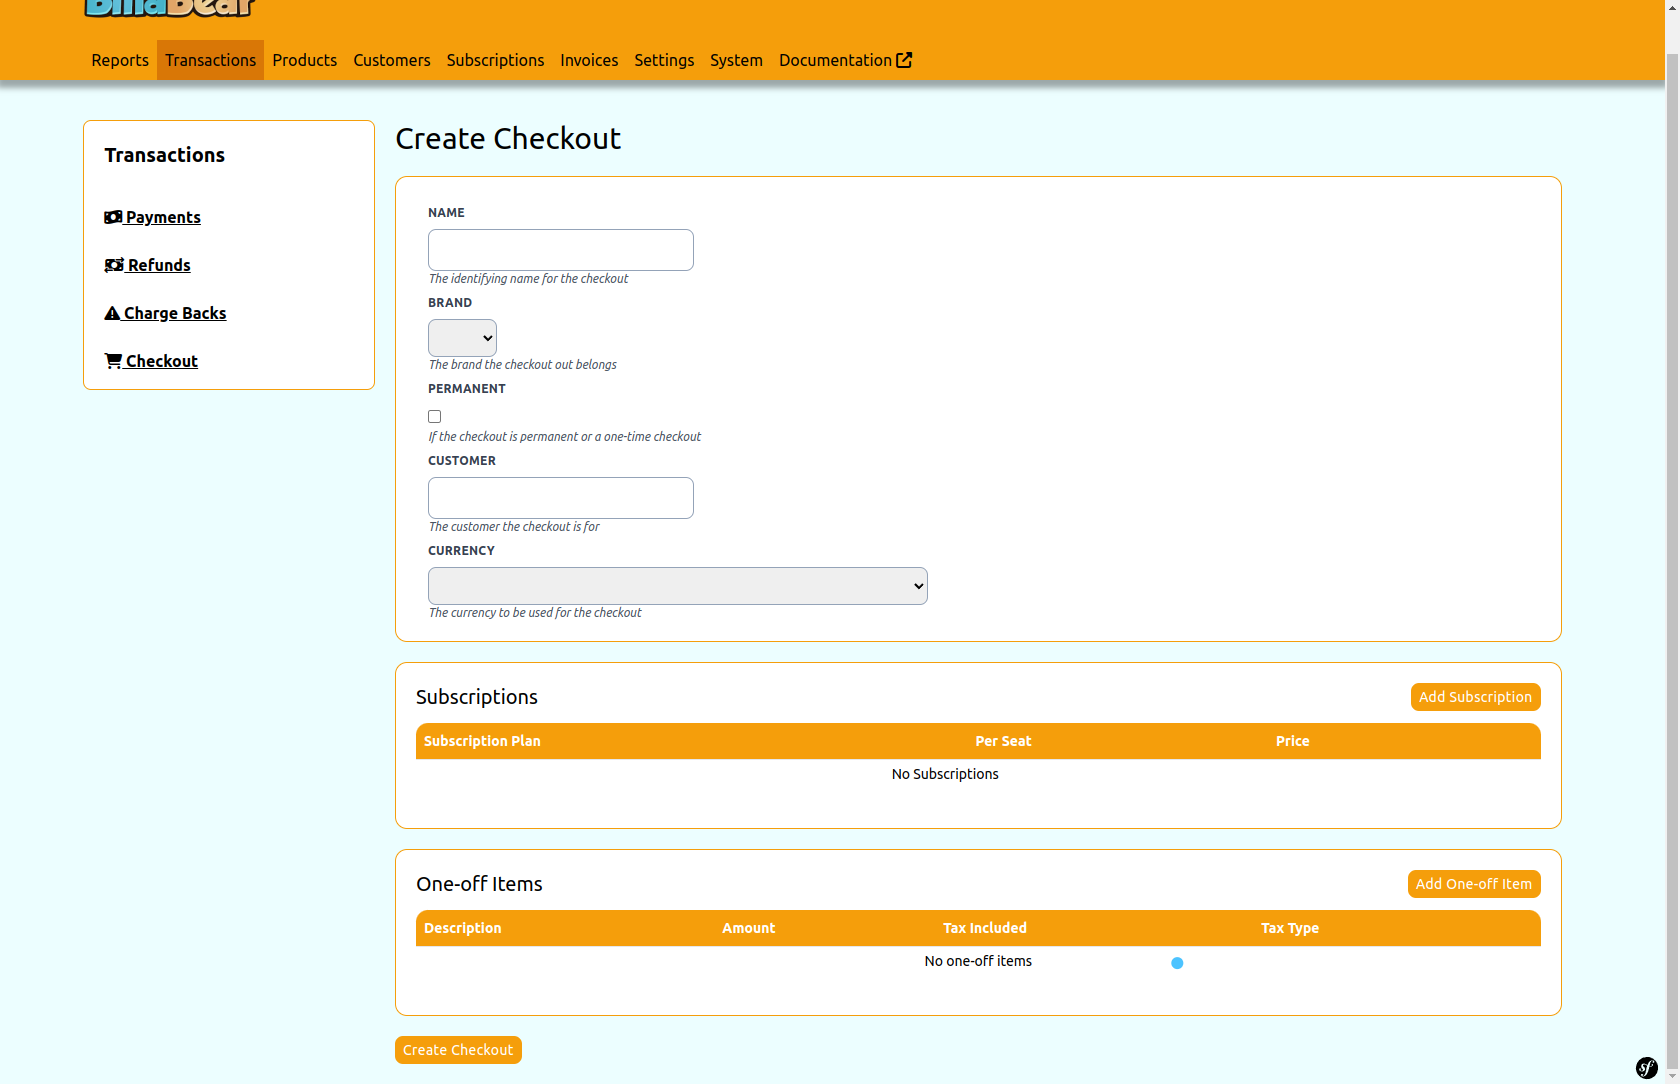 BillaBear
Reports Transactions Products Customers Subscriptions Invoices Settings System Documentation
Transactions
Payments
Refunds
Charge Backs
Checkout
Create Checkout
NAME
The identifying name for the checkout
BRAND
The brand the checkout out belongs
PERMANENT
If the checkout is permanent or a one-time checkout
CUSTOMER
The customer the checkout is for
CURRENCY
The currency to be used for the checkout
Subscriptions
Add Subscription
Subscription Plan Per Seat Price
No Subscriptions
One-off Items
Add One-off Item
Description Amount Tax Included Tax Type
No one-off items
Create Checkout
sf